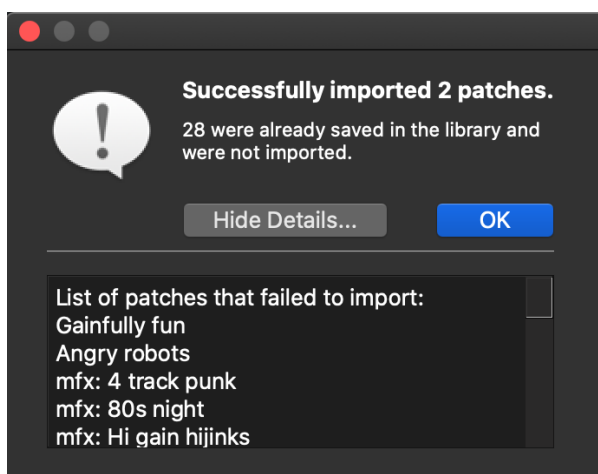 Successfully imported 2 patches.
28 were already saved in the library and
were not imported.
Hide Details...
OK
List of patches that failed to import:
Gainfully fun
Angry robots
mfx: 4 track punk
mfx: 80s night
mfx: Hi gain hijinks